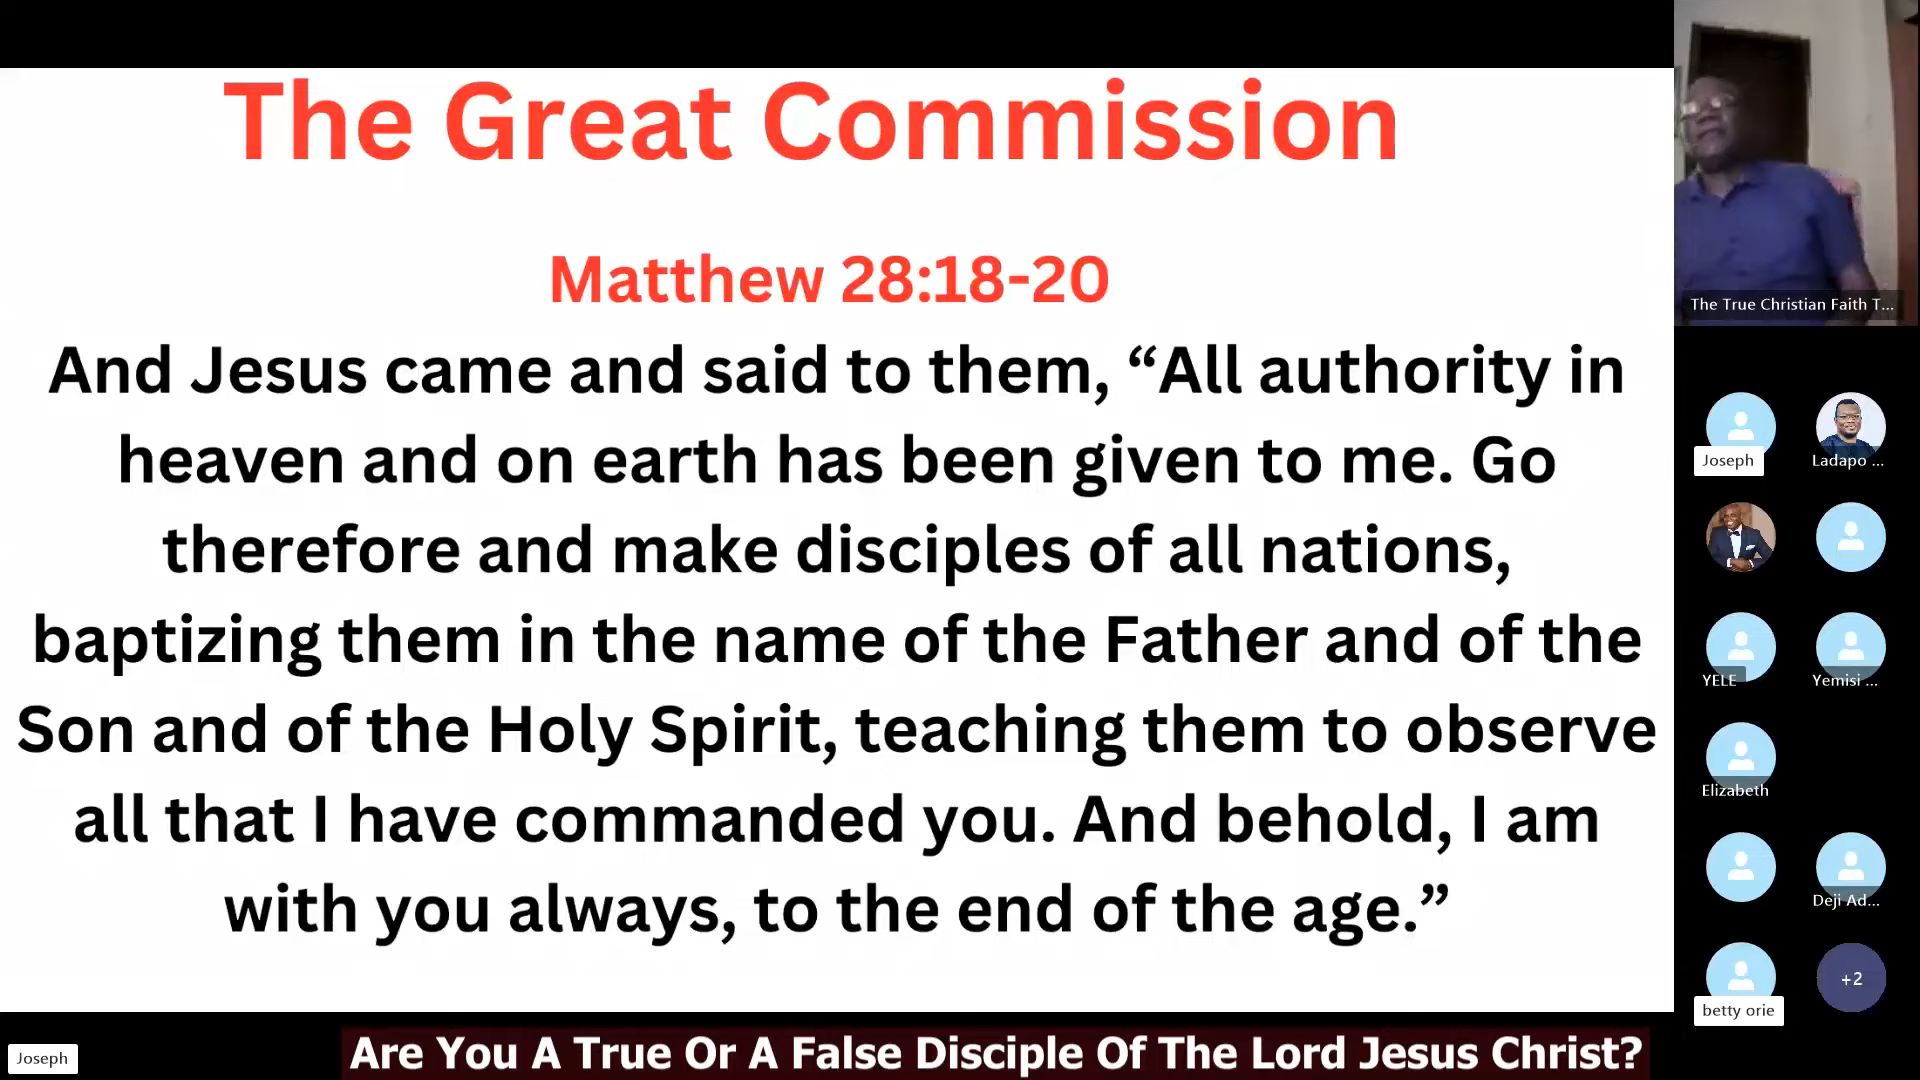 The Great Commission
Matthew 28:18-20
And Jesus came and said to them, “All authority in
heaven and on earth has been given to me. Go
therefore and make disciples of all nations,
baptizing them in the name of the Father and of the
Son and of the Holy Spirit, teaching them to observe
all that I have commanded you. And behold, I am
with you always, to the end of the age.”
The True Christian Faith T...
Joseph
Ladapo ...
YELE
Yemisi ...
Elizabeth
Deji Ad...
betty orie
+2
Joseph
Are You A True Or A False Disciple Of The Lord Jesus Christ?